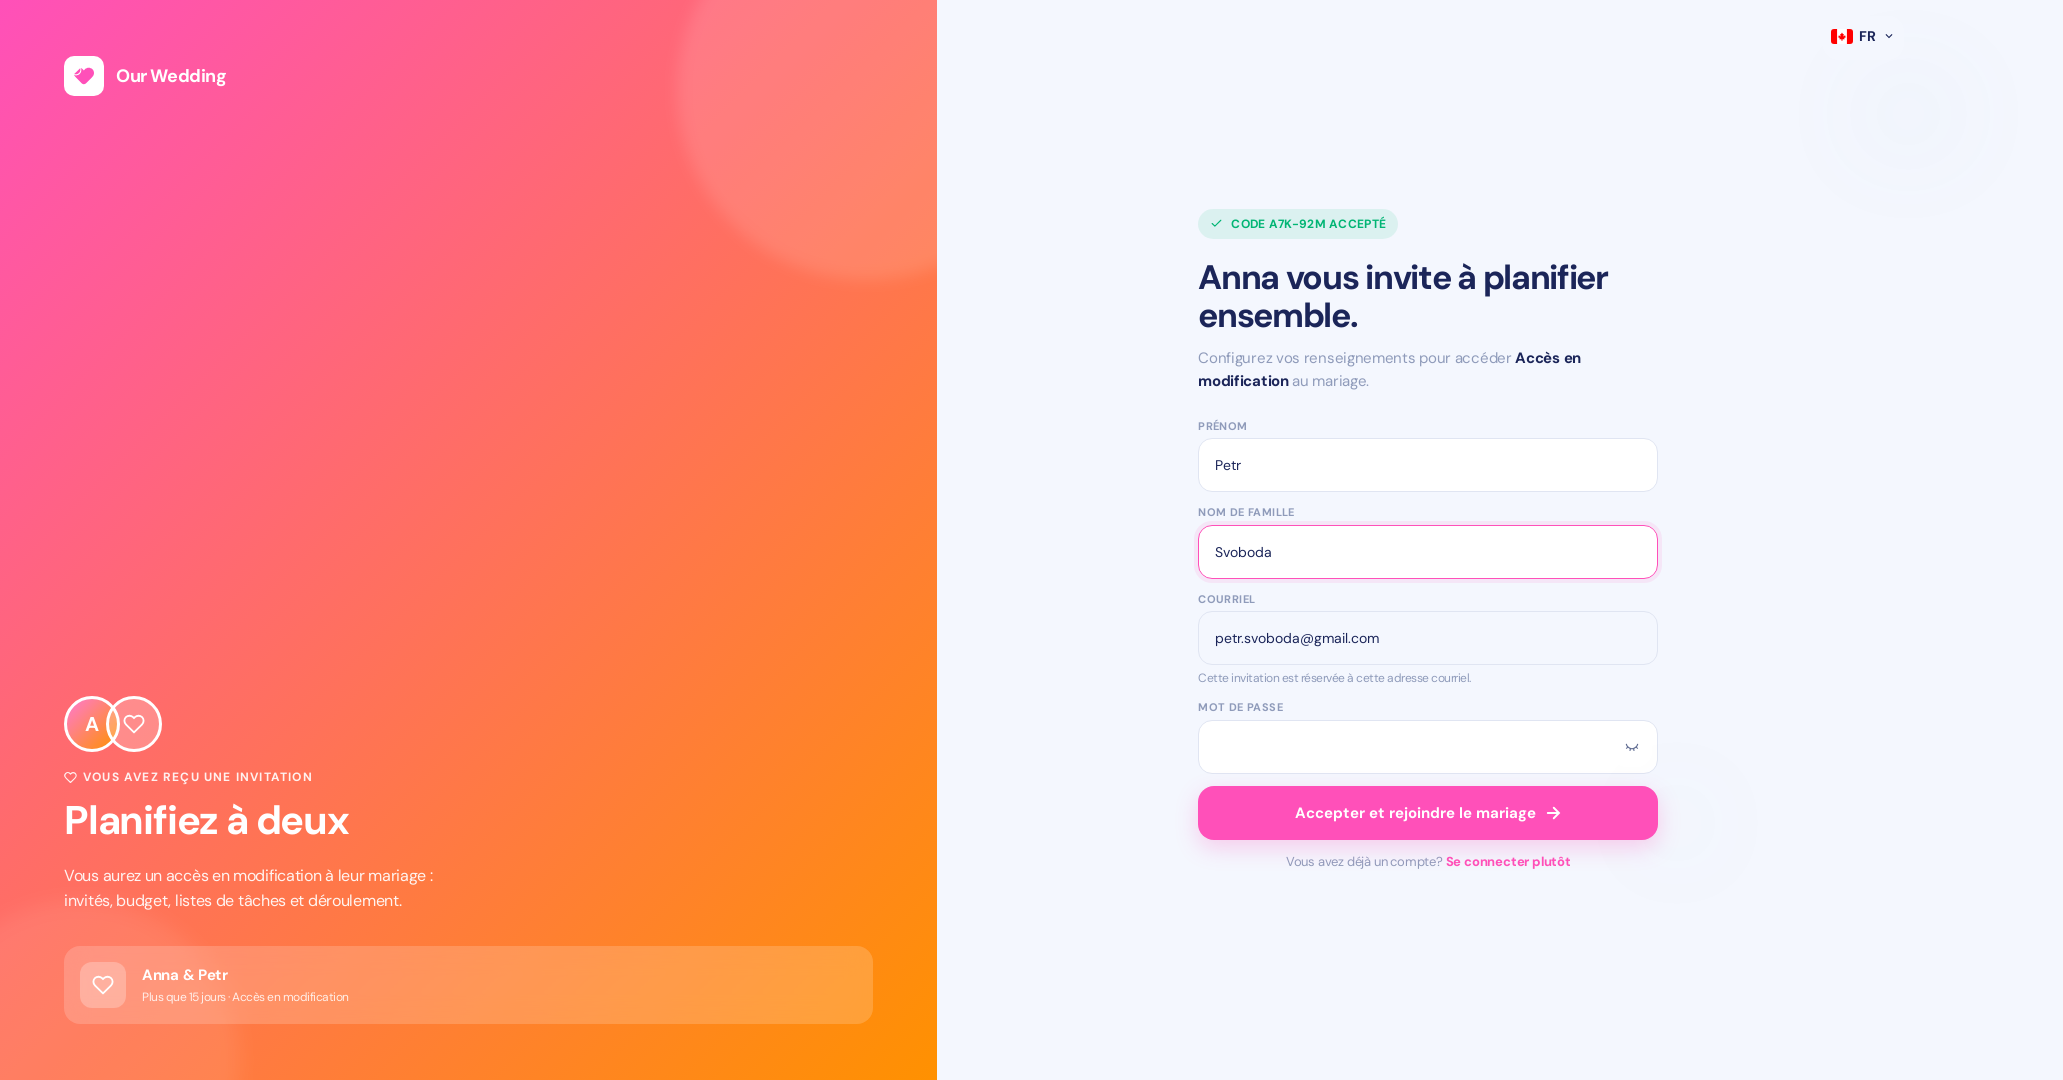 Our Wedding
A
VOUS AVEZ REÇU UNE INVITATION
Planifiez à deux
Vous aurez un accès en modification à leur mariage :
invités, budget, listes de tâches et déroulement.
Anna & Petr
Plus que 15 jours · Accès en modification
FR
CODE A7K-92M ACCEPTÉ
Anna vous invite à planifier
ensemble.
Configurez vos renseignements pour accéder Accès en
modification au mariage.
PRÉNOM
Petr
NOM DE FAMILLE
Svoboda
COURRIEL
petr.svoboda@gmail.com
Cette invitation est réservée à cette adresse courriel.
MOT DE PASSE
Accepter et rejoindre le mariage
Vous avez déjà un compte? Se connecter plutôt